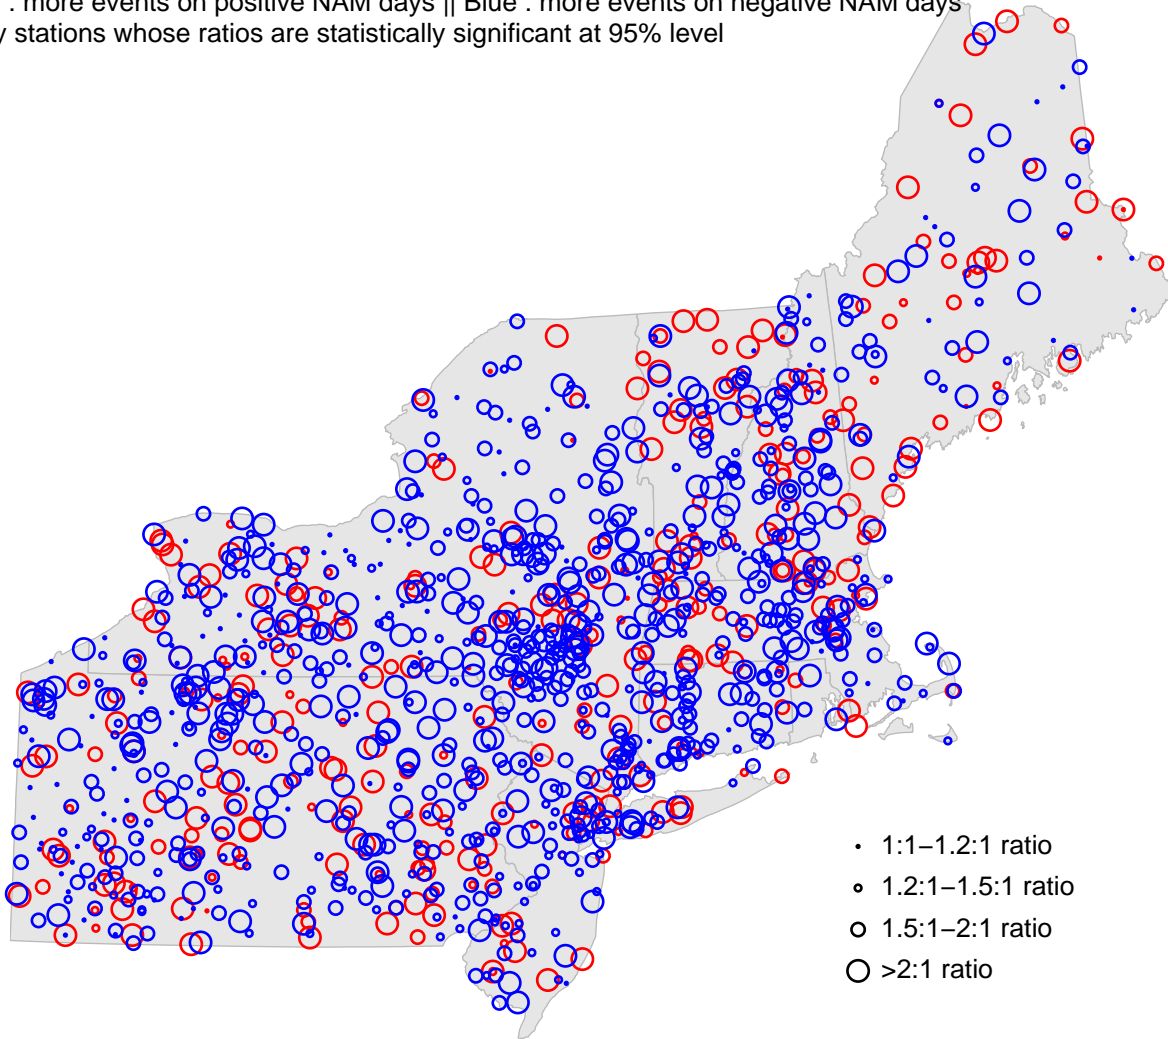 : more events on positive NAM days || Blue : more events on negative NAM days
stations whose ratios are statistically significant at 95% level
1:1–1.2:1 ratio
1.2:1–1.5:1 ratio
1.5:1–2:1 ratio
>2:1 ratio